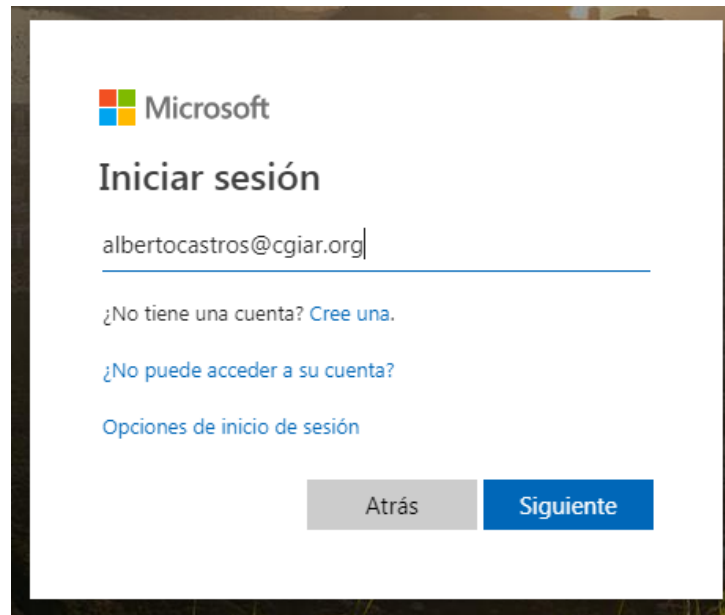 Microsoft
Iniciar sesión
albertocastros@cgiar.org
¿No tiene una cuenta? Cree una.
¿No puede acceder a su cuenta?
Opciones de inicio de sesión
Atrás Siguiente